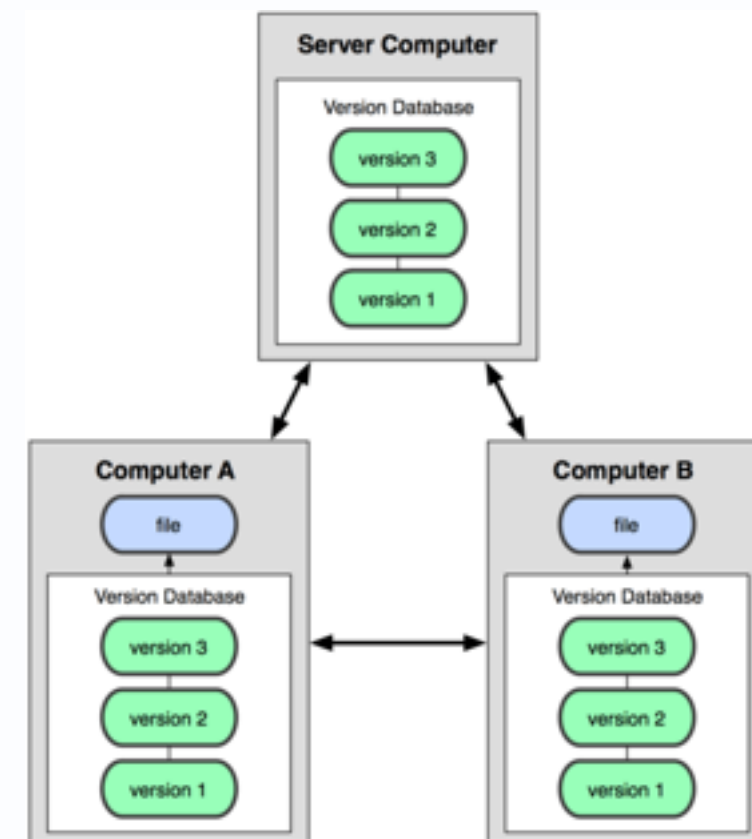 Server Computer
Version Database
version 3
version 2
version 1
Computer A
file
Version Database
version 3
version 2
version 1
Computer B
file
Version Database
version 3
version 2
version 1